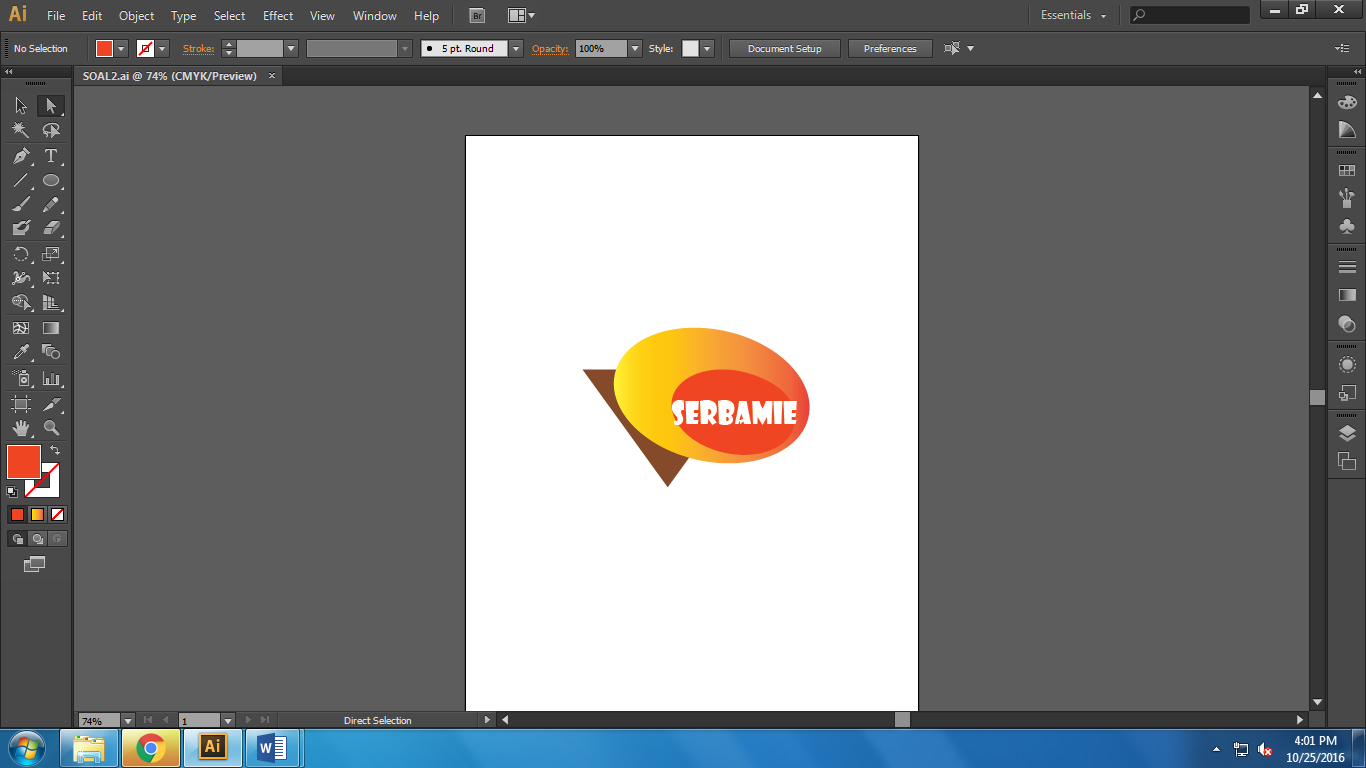 Ai File Edit Object Type Select Effect View Window Help Br Essentials
No Selection Stroke: 5 pt. Round Opacity: 100% Style: Document Setup Preferences
SOAL2.ai @ 74% (CMYK/Preview) ×
T
SERBAMIE
74% 1 Direct Selection
Ai W 4:01 PM
10/25/2016